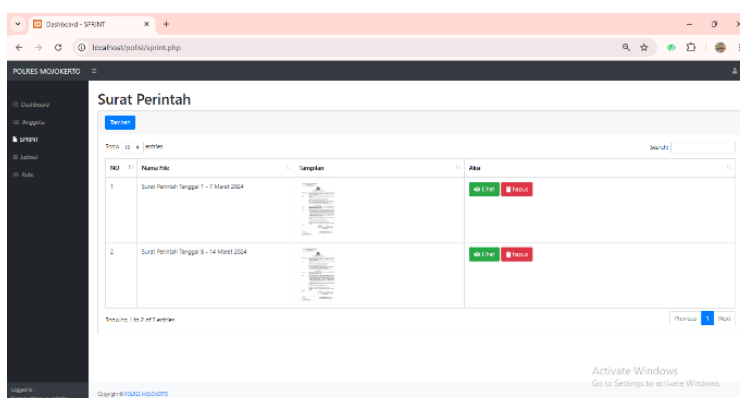 Dashboard - SPRINT
localhost/polisi/sprint.php
POLRES MOJOKERTO
Dashboard
Anggota
SPRINT
Jadwal
Surat Perintah
Tambah
Show 10 entries
Search:
NO Nama File Tampilan Aksi
1 Surat Perintah Tanggal 1 - 7 Maret 2024 Lihat Hapus
2 Surat Perintah Tanggal 8 - 14 Maret 2024 Lihat Hapus
Showing 1 to 2 of 2 entries
Previous 1 Next
Activate Windows
Go to Settings to activate Windows.
Logged in :
Copyright © POLRES MOJOKERTO